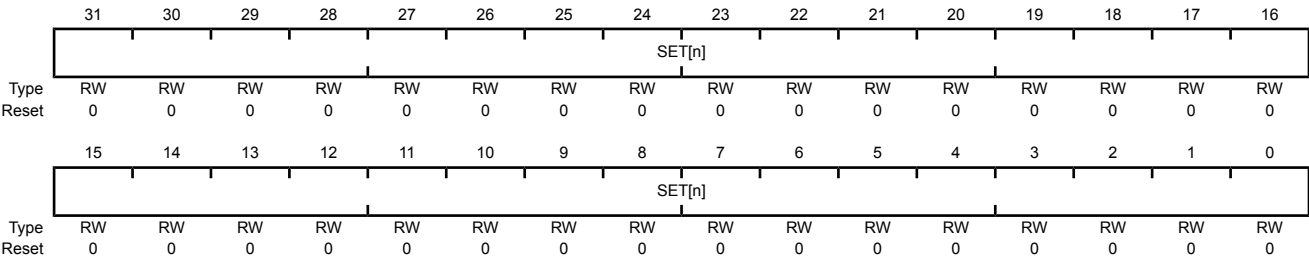 31 30 29 28 27 26 25 24 23 22 21 20 19 18 17 16
SET[n]
Type RW RW RW RW RW RW RW RW RW RW RW RW RW RW RW RW
Reset 0 0 0 0 0 0 0 0 0 0 0 0 0 0 0 0
15 14 13 12 11 10 9 8 7 6 5 4 3 2 1 0
SET[n]
Type RW RW RW RW RW RW RW RW RW RW RW RW RW RW RW RW
Reset 0 0 0 0 0 0 0 0 0 0 0 0 0 0 0 0